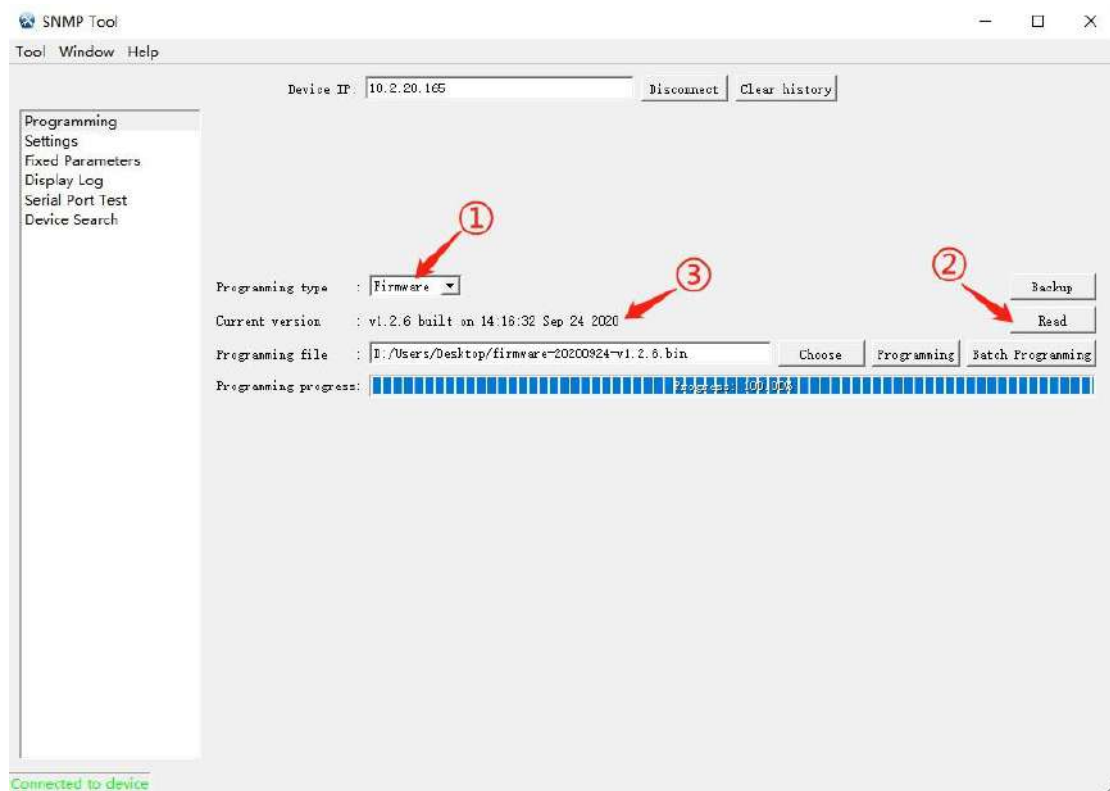 SNMP Tool
Tool Window Help
Device IP: 10.2.20.165 Disconnect Clear history
Programming
Settings
Fixed Parameters
Display Log
Serial Port Test
Device Search
①
②
③
Programming type : Firmware Backup
Current version : v1.2.6 built on 14:16:32 Sep 24 2020 Read
Programming file : D:/Users/Desktop/firmware-20200924-v1.2.6.bin Choose Programming Batch Programming
Programming progress: Progress: 100.00%
Connected to device